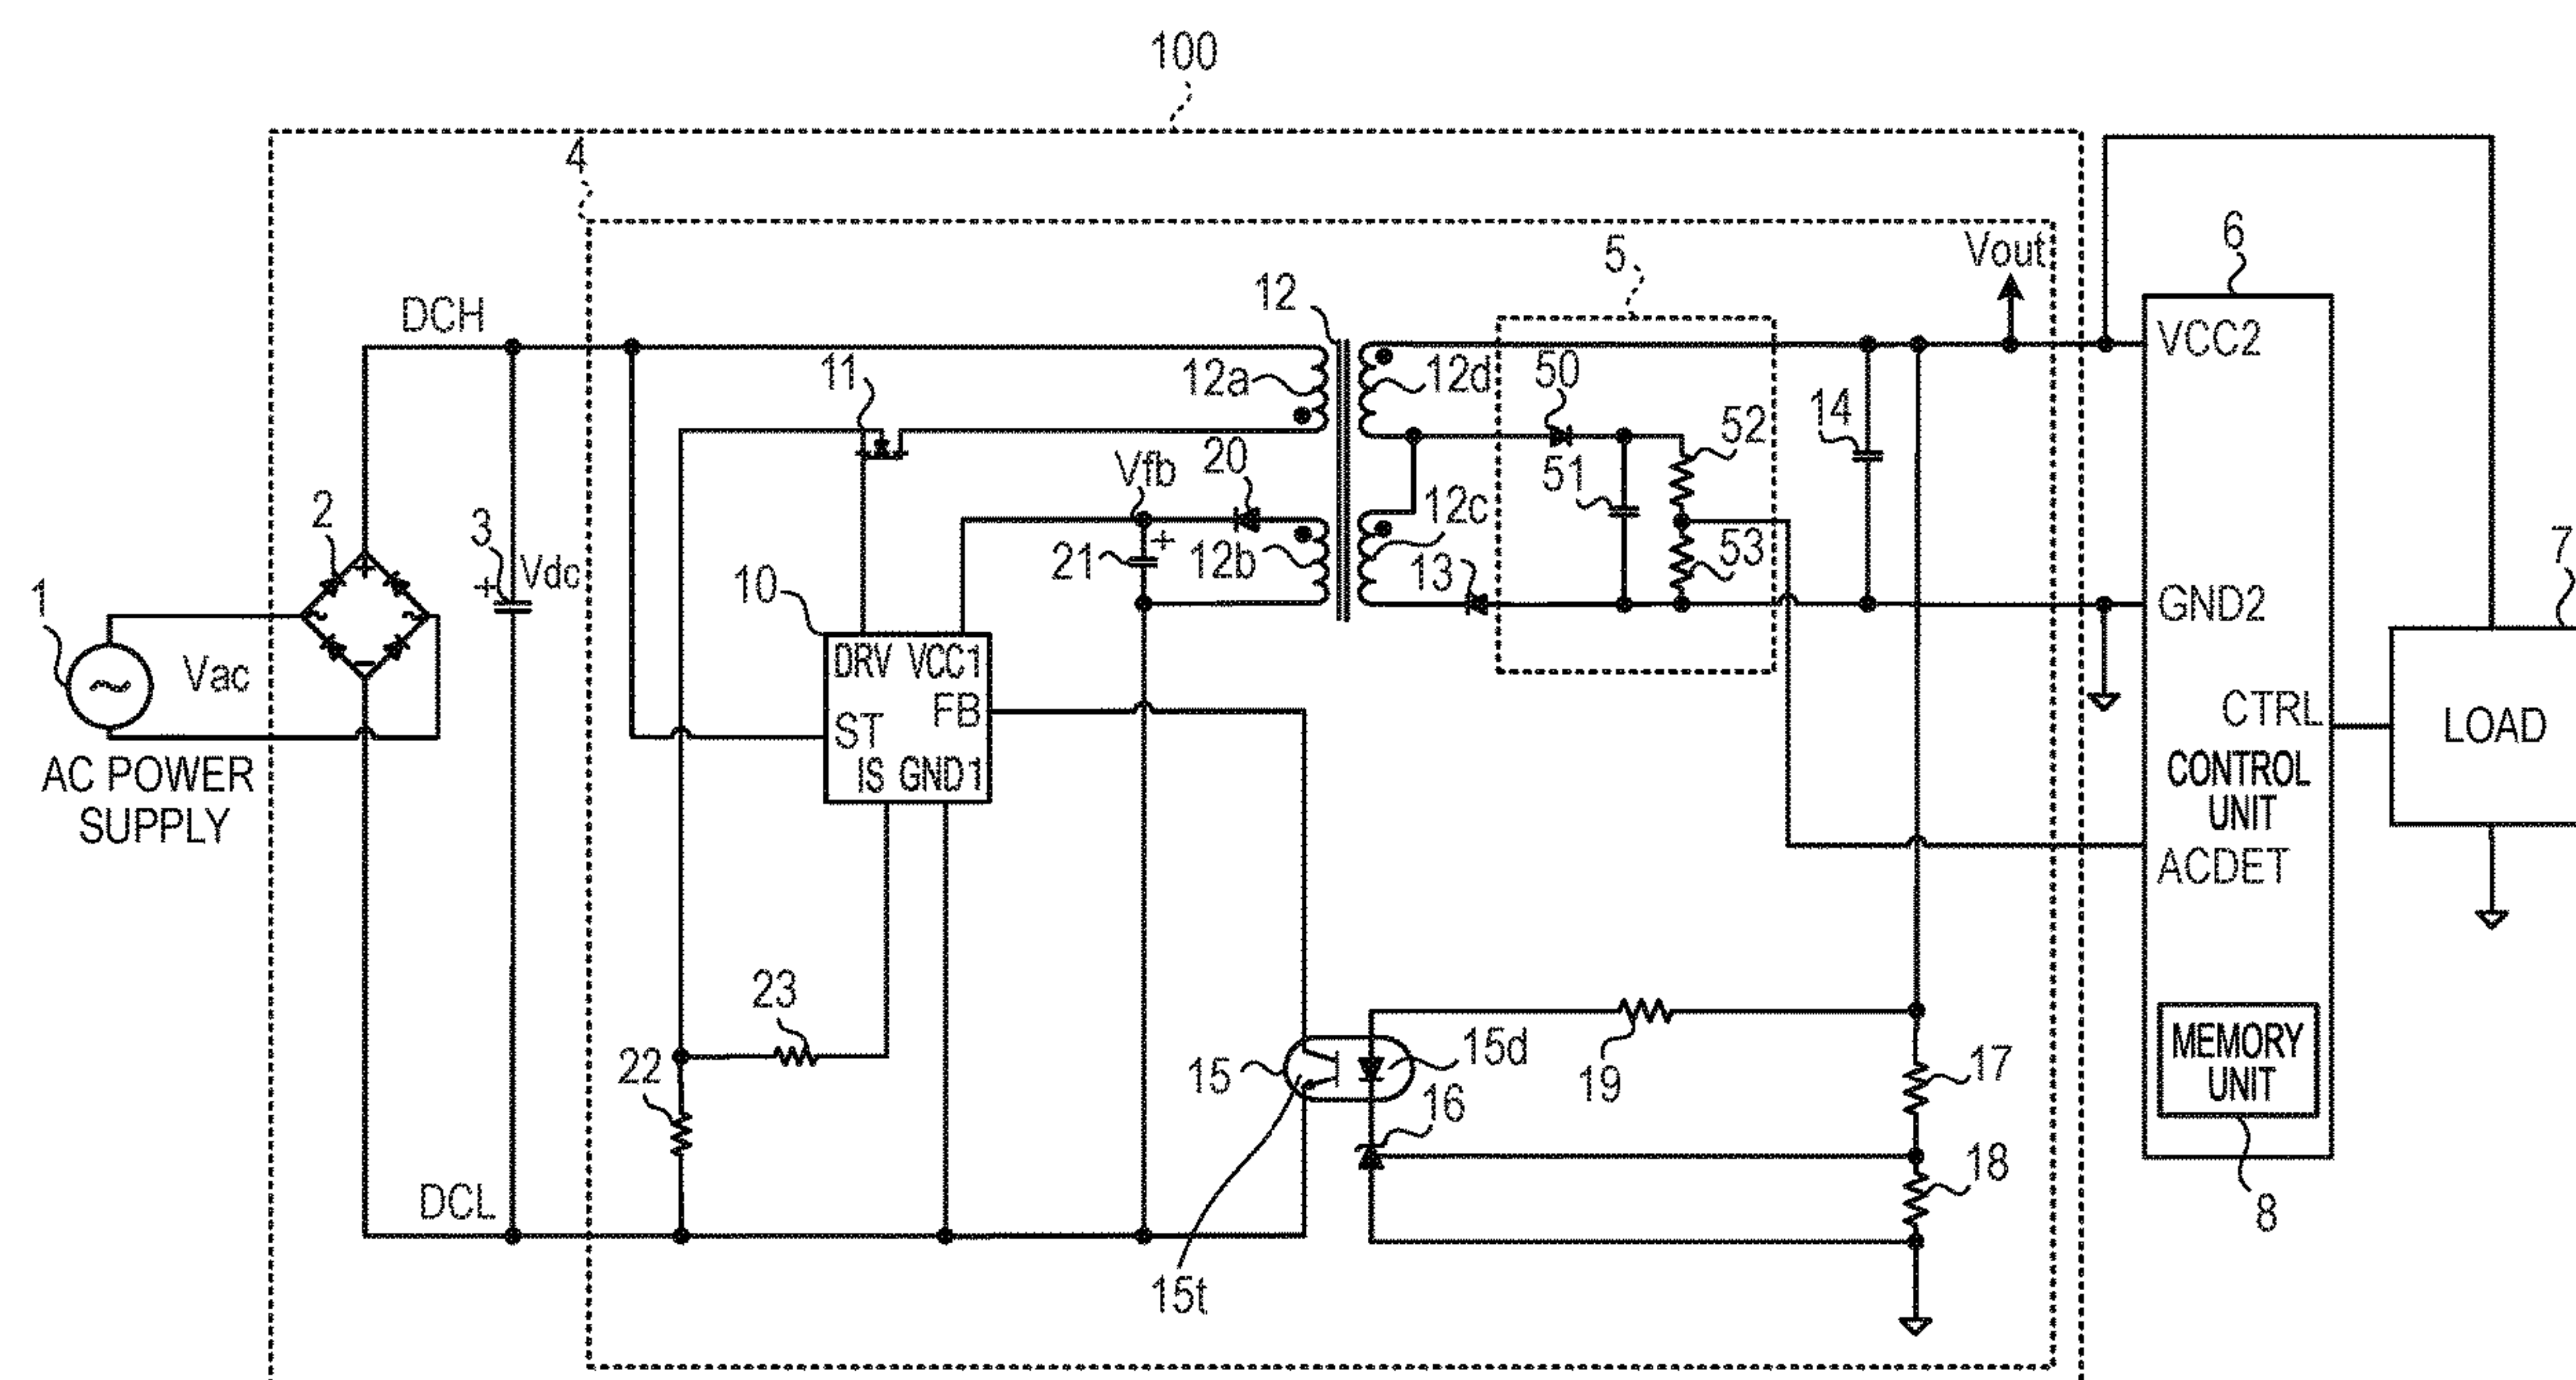 100
4
5
Vout
6
12
DCH
VCC2
11
12a
12d
50
52
14
20
Vfb
2
3
51
12c
+
Vdc
+
+
21
12b
13
53
10
7
1
GND2
DRV VCC1
Vac
FB
ST
CTRL
LOAD
IS GND1
AC POWER
SUPPLY
CONTROL
UNIT
ACDET
23
22
15
15d
16
19
17
MEMORY
UNIT
DCL
18
8
15t